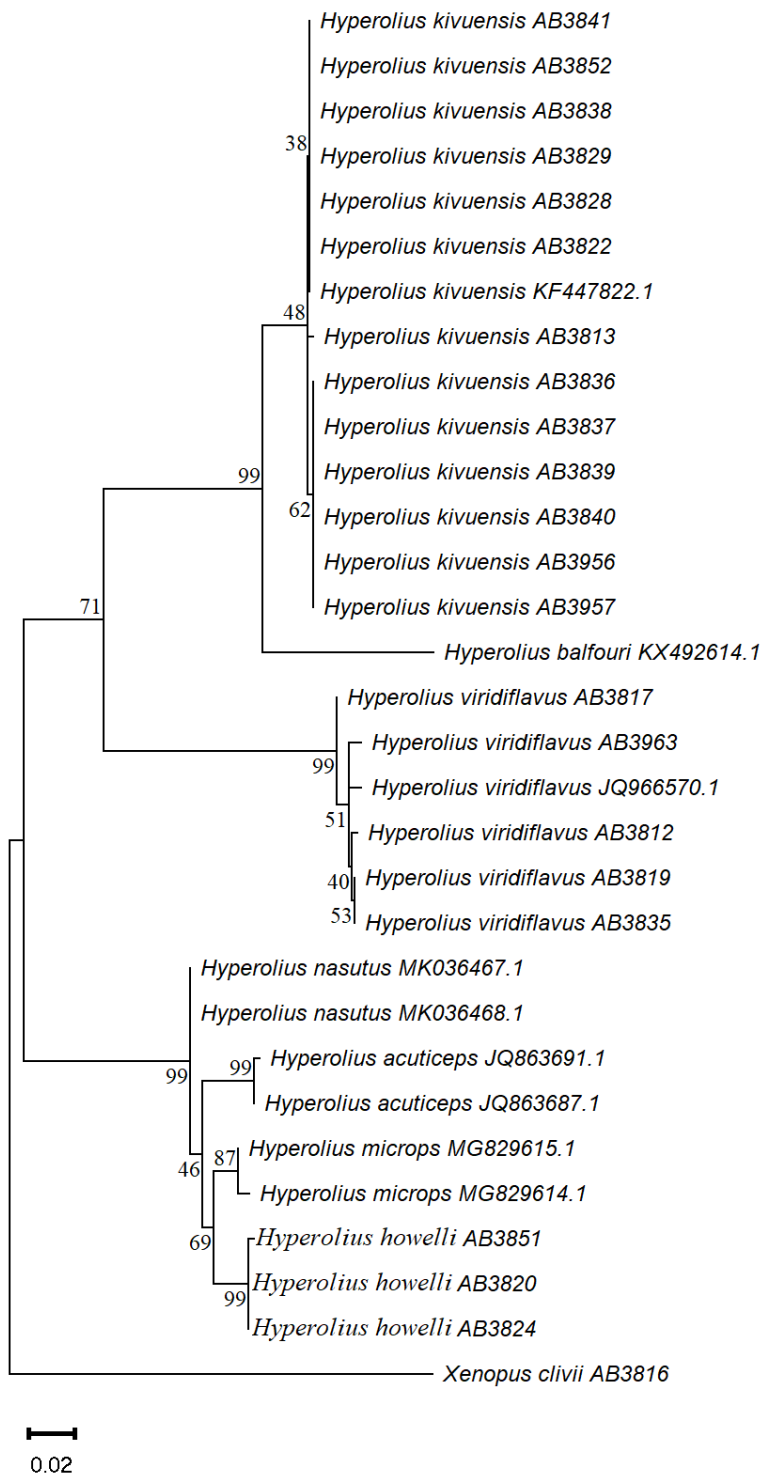 Hyperolius kivuensis AB3841
Hyperolius kivuensis AB3852
Hyperolius kivuensis AB3838
38
Hyperolius kivuensis AB3829
Hyperolius kivuensis AB3828
Hyperolius kivuensis AB3822
Hyperolius kivuensis KF447822.1
48
Hyperolius kivuensis AB3813
Hyperolius kivuensis AB3836
Hyperolius kivuensis AB3837
99
Hyperolius kivuensis AB3839
62
Hyperolius kivuensis AB3840
Hyperolius kivuensis AB3956
71
Hyperolius kivuensis AB3957
Hyperolius balfouri KX492614.1
Hyperolius viridiflavus AB3817
Hyperolius viridiflavus AB3963
99
Hyperolius viridiflavus JQ966570.1
51
Hyperolius viridiflavus AB3812
40
Hyperolius viridiflavus AB3819
53
Hyperolius viridiflavus AB3835
Hyperolius nasutus MK036467.1
Hyperolius nasutus MK036468.1
99
99
Hyperolius acuticeps JQ863691.1
Hyperolius acuticeps JQ863687.1
87
Hyperolius microps MG829615.1
46
Hyperolius microps MG829614.1
69
Hyperolius howelli AB3851
Hyperolius howelli AB3820
99
Hyperolius howelli AB3824
Xenopus clivii AB3816
0.02